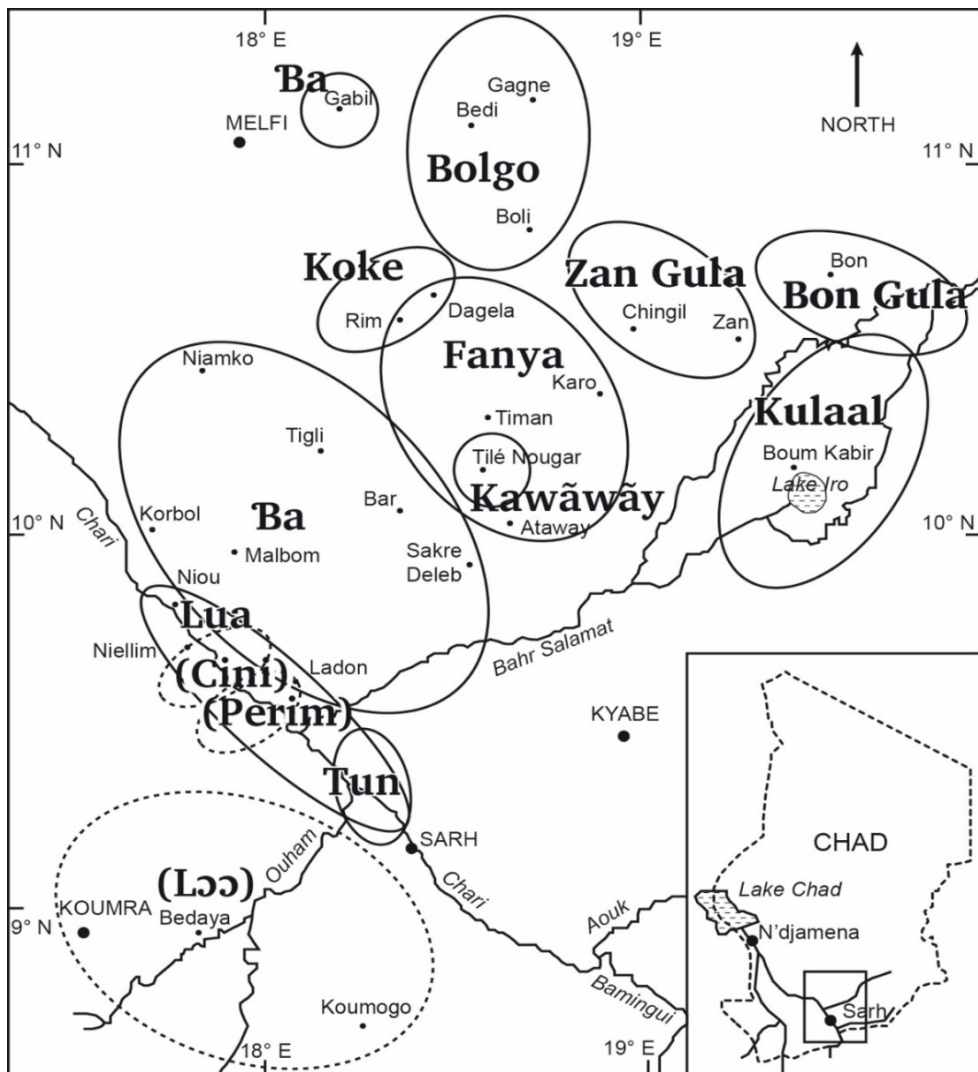 18° E
19° E
Ɓa
Gabil
MELFI
Gagne
Bedi
NORTH
11° N
11° N
Bolgo
Boli
Koke
Zan Gula
Bon
Bon Gula
Rim
Dagela
Chingil
Zan
Niamko
Fanya
Karo
Kulaal
Timan
Tigli
Tilé Nougar
Boum Kabir
Lake Iro
Kawãwãy
Bar
Korbol
Ɓa
Ataway
10° N
10° N
Chari
Malbom
Sakre
Deleb
Niou
Lua
Niellim
Ladon
Bahr Salamat
(Cini)
(Perim)
KYABE
Tun
SARH
Ouham
Chari
CHAD
(Lɔɔ)
KOUMRA
Bedaya
9° N
Lake Chad
Aouk
N'djamena
Bamingui
Koumogo
Sarh
18° E
19° E